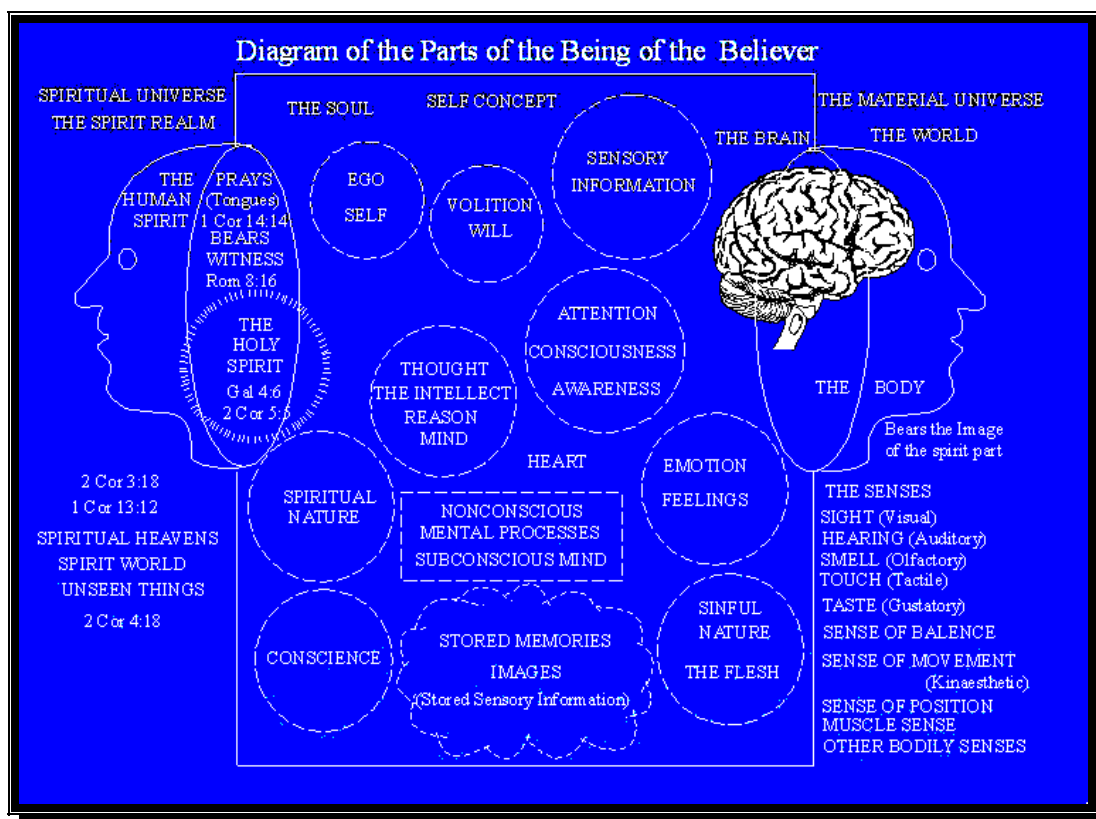 Diagram of the Parts of the Being of the Believer
SPIRITUAL UNIVERSE
THE SPIRIT REALM
THE SOUL
SELF CONCEPT
THE BRAIN
THE MATERIAL UNIVERSE
THE WORLD
THE
HUMAN
SPIRIT
PRAYS
(Tongues)
1 Cor 14:14
BEARS
WITNESS
Rom 8:16
THE
HOLY
SPIRIT
Gal 4:6
2 Cor 5:5
EGO
SELF
VOLITION
WILL
SENSORY
INFORMATION
ATTENTION
CONSCIOUSNESS
AWARENESS
THOUGHT
THE INTELLECT
REASON
MIND
HEART
EMOTION
FEELINGS
SPIRITUAL
NATURE
NONCONSCIOUS
MENTAL PROCESSES
SUBCONSCIOUS MIND
CONSCIENCE
STORED MEMORIES
IMAGES
(Stored Sensory Information)
SINFUL
NATURE
THE FLESH
2 Cor 3:18
1 Cor 13:12
SPIRITUAL HEAVENS
SPIRIT WORLD
UNSEEN THINGS
2 Cor 4:18
THE BODY
Bears the Image
of the spirit part
THE SENSES
SIGHT (Visual)
HEARING (Auditory)
SMELL (Olfactory)
TOUCH (Tactile)
TASTE (Gustatory)
SENSE OF BALENCE
SENSE OF MOVEMENT
(Kinaesthetic)
SENSE OF POSITION
MUSCLE SENSE
OTHER BODILY SENSES